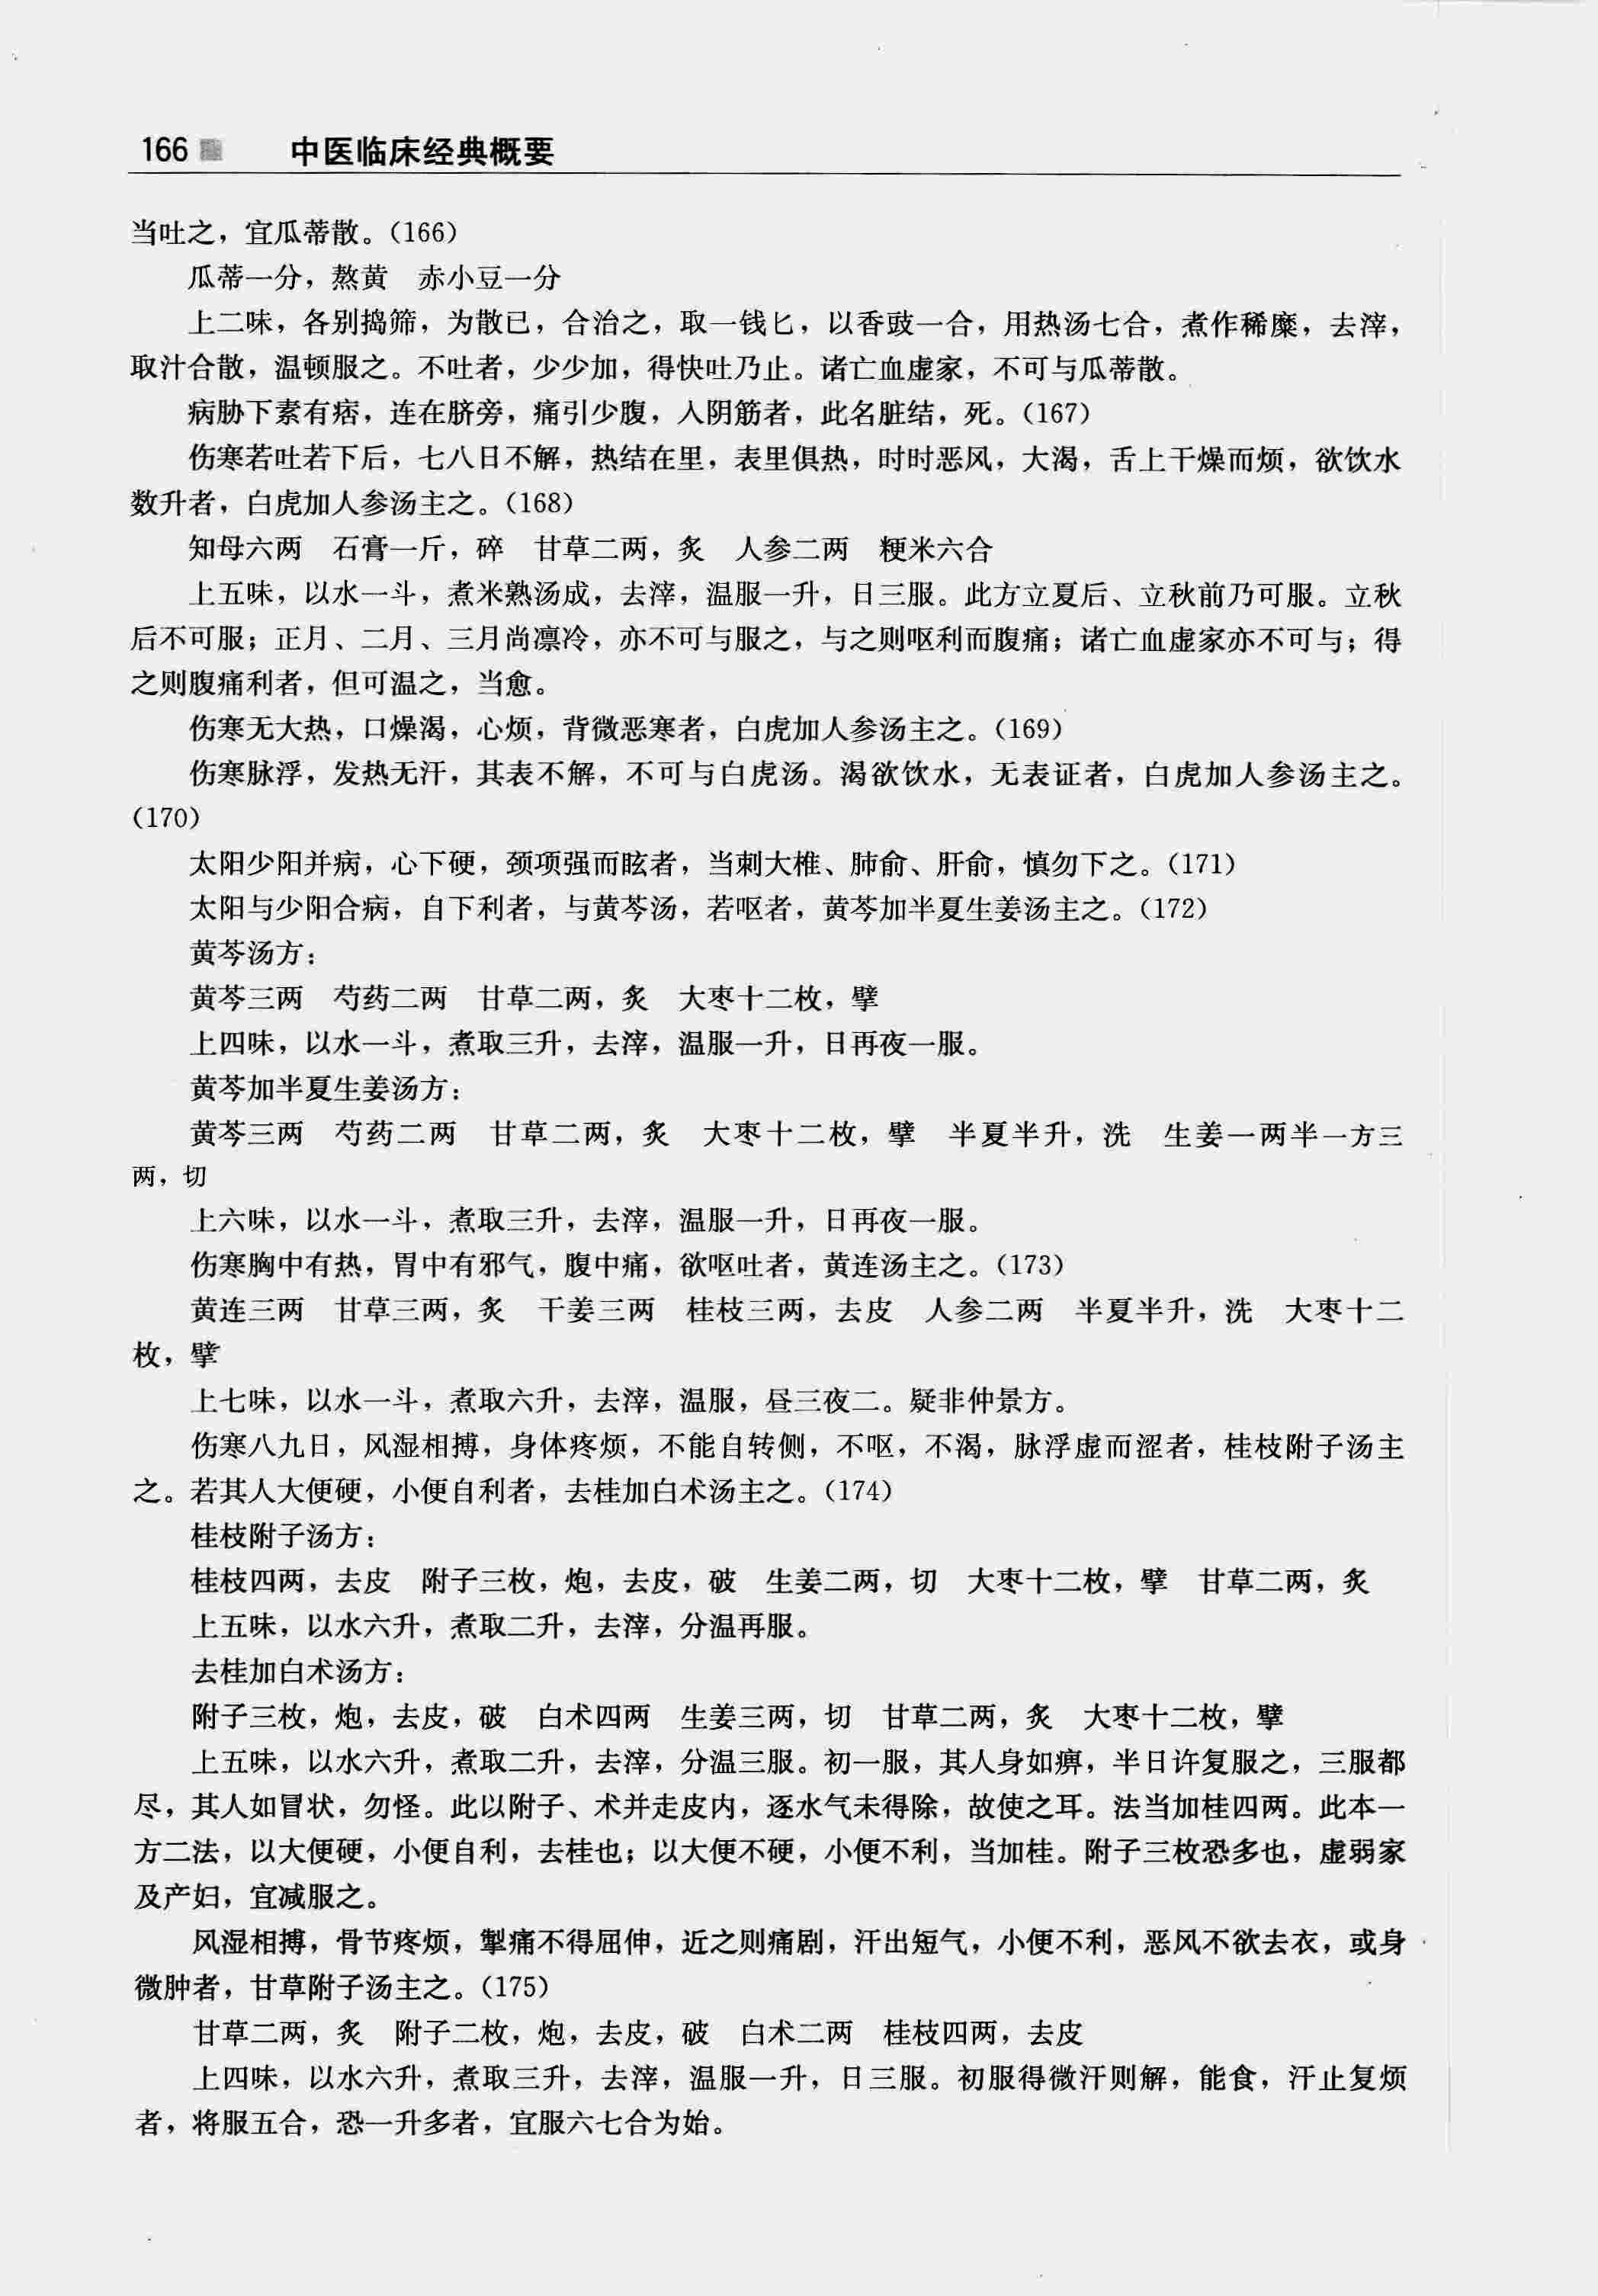 166 中医临床经典概要
当吐之，宜瓜蒂散。（166）
瓜蒂一分，熬黄　赤小豆一分
上二味，各别捣筛，为散已，合治之，取一钱匕，以香豉一合，用热汤七合，煮作稀糜，去滓，
取汁合散，温顿服之。不吐者，少少加，得快吐乃止。诸亡血虚家，不可与瓜蒂散。
病胁下素有痞，连在脐旁，痛引少腹，入阴筋者，此名脏结，死。（167）
伤寒若吐若下后，七八日不解，热结在里，表里俱热，时时恶风，大渴，舌上干燥而烦，欲饮水
数升者，白虎加人参汤主之。（168）
知母六两　石膏一斤，碎　甘草二两，炙　人参二两　粳米六合
上五味，以水一斗，煮米熟汤成，去滓，温服一升，日三服。此方立夏后、立秋前乃可服。立秋
后不可服；正月、二月、三月尚凛冷，亦不可与服之，与之则呕利而腹痛；诸亡血虚家亦不可与；得
之则腹痛利者，但可温之，当愈。
伤寒无大热，口燥渴，心烦，背微恶寒者，白虎加人参汤主之。（169）
伤寒脉浮，发热无汗，其表不解，不可与白虎汤。渴欲饮水，无表证者，白虎加人参汤主之。
（170）
太阳少阳并病，心下硬，颈项强而眩者，当刺大椎、肺俞、肝俞，慎勿下之。（171）
太阳与少阳合病，自下利者，与黄芩汤，若呕者，黄芩加半夏生姜汤主之。（172）
黄芩汤方：
黄芩三两　芍药二两　甘草二两，炙　大枣十二枚，擘
上四味，以水一斗，煮取三升，去滓，温服一升，日再夜一服。
黄芩加半夏生姜汤方：
黄芩三两　芍药二两　甘草二两，炙　大枣十二枚，擘　半夏半升，洗　生姜一两半一方三
两，切
上六味，以水一斗，煮取三升，去滓，温服一升，日再夜一服。
伤寒胸中有热，胃中有邪气，腹中痛，欲呕吐者，黄连汤主之。（173）
黄连三两　甘草三两，炙　干姜三两　桂枝三两，去皮　人参二两　半夏半升，洗　大枣十二
枚，擘
上七味，以水一斗，煮取六升，去滓，温服，昼三夜二。疑非仲景方。
伤寒八九日，风湿相搏，身体疼烦，不能自转侧，不呕，不渴，脉浮虚而涩者，桂枝附子汤主
之。若其人大便硬，小便自利者，去桂加白术汤主之。（174）
桂枝附子汤方：
桂枝四两，去皮　附子三枚，炮，去皮，破　生姜二两，切　大枣十二枚，擘　甘草二两，炙
上五味，以水六升，煮取二升，去滓，分温再服。
去桂加白术汤方：
附子三枚，炮，去皮，破　白术四两　生姜三两，切　甘草二两，炙　大枣十二枚，擘
上五味，以水六升，煮取二升，去滓，分温三服。初一服，其人身如痹，半日许复服之，三服都
尽，其人如冒状，勿怪。此以附子、术并走皮内，逐水气未得除，故使之耳。法当加桂四两。此本一
方二法，以大便硬，小便自利，去桂也；以大便不硬，小便不利，当加桂。附子三枚恐多也，虚弱家
及产妇，宜减服之。
风湿相搏，骨节疼烦，掣痛不得屈伸，近之则痛剧，汗出短气，小便不利，恶风不欲去衣，或身
微肿者，甘草附子汤主之。（175）
甘草二两，炙　附子二枚，炮，去皮，破　白术二两　桂枝四两，去皮
上四味，以水六升，煮取三升，去滓，温服一升，日三服。初服得微汗则解，能食，汗止复烦
者，将服五合，恐一升多者，宜服六七合为始。